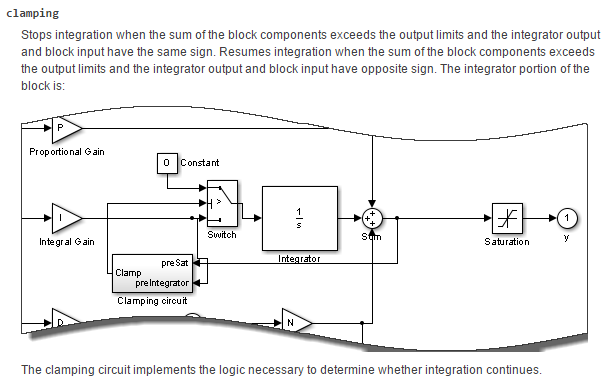 clamping
Stops integration when the sum of the block components exceeds the output limits and the integrator output
and block input have the same sign. Resumes integration when the sum of the block components exceeds
the output limits and the integrator output and block input have opposite sign. The integrator portion of the
block is:
P
Proportional Gain
0
Constant
>
Switch
I
Integral Gain
1
s
Integrator
+
+
+
Sum
Saturation
1
y
preSat
Clamp
preIntegrator
Clamping circuit
D
N
The clamping circuit implements the logic necessary to determine whether integration continues.